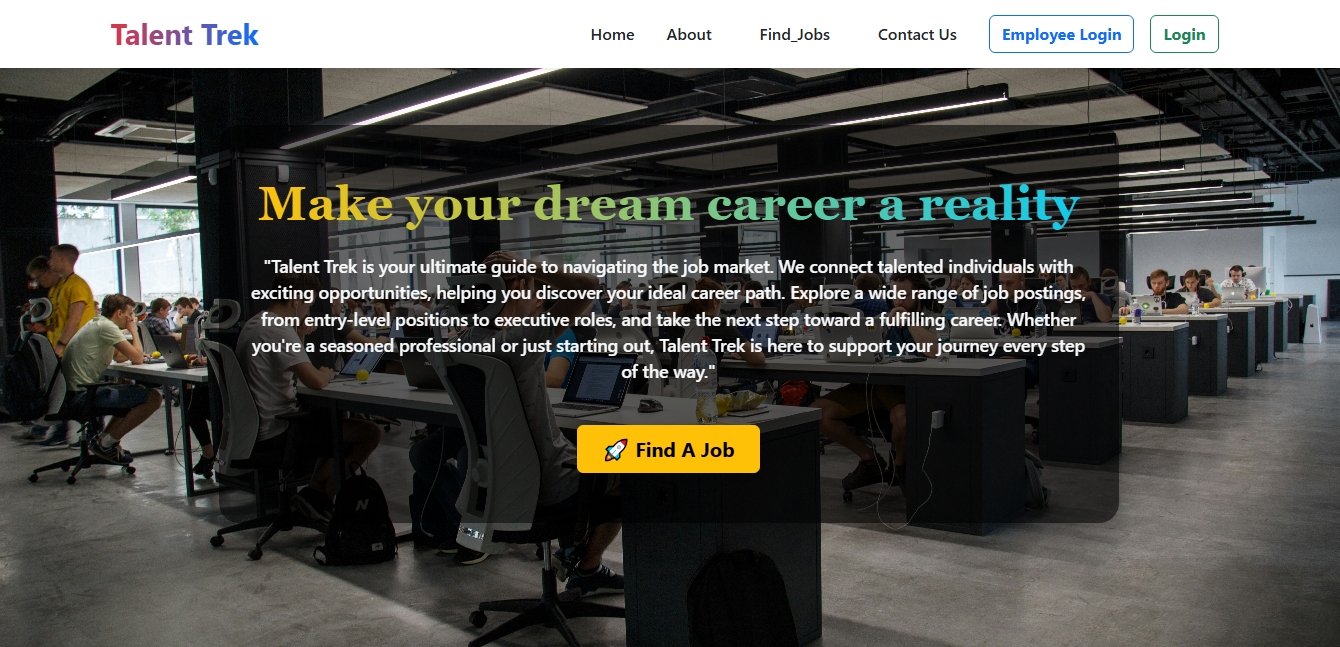 Talent Trek
Home About Find_Jobs Contact Us Employee Login Login
Make your dream career a reality
"Talent Trek is your ultimate guide to navigating the job market. We connect talented individuals with
exciting opportunities, helping you discover your ideal career path. Explore a wide range of job postings,
from entry-level positions to executive roles, and take the next step toward a fulfilling career. Whether
you're a seasoned professional or just starting out, Talent Trek is here to support your journey every step
of the way."
🚀 Find A Job